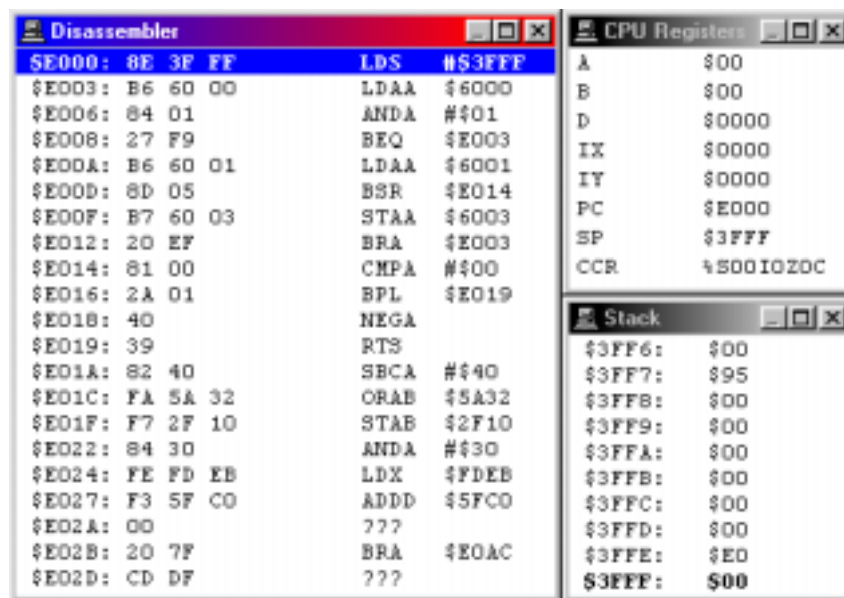 Disassembler
$E000: 8E 3F FF LDS #$3FFF
$E003: B6 60 00 LDAA $6000
$E006: 84 01 ANDA #$01
$E008: 27 F9 BEQ $E003
$E00A: B6 60 01 LDAA $6001
$E00D: 8D 05 BSR $E014
$E00F: B7 60 03 STAA $6003
$E012: 20 EF BRA $E003
$E014: 81 00 CMPA #$00
$E016: 2A 01 BPL $E019
$E018: 40 NEGA
$E019: 39 RTS
$E01A: 82 40 SBCA #$40
$E01C: FA 5A 32 ORAB $5A32
$E01F: F7 2F 10 STAB $2F10
$E022: 84 30 ANDA #$30
$E024: FE FD EB LDX $FDEB
$E027: F3 5F C0 ADDD $5FC0
$E02A: 00 ???
$E02B: 20 7F BRA $E0AC
$E02D: CD DF ???
CPU Registers
A $00
B $00
D $0000
IX $0000
IY $0000
PC $E000
SP $3FFF
CCR %S00I0Z0C
Stack
$3FF6: $00
$3FF7: $95
$3FF8: $00
$3FF9: $00
$3FFA: $00
$3FFB: $00
$3FFC: $00
$3FFD: $00
$3FFE: $E0
$3FFF: $00